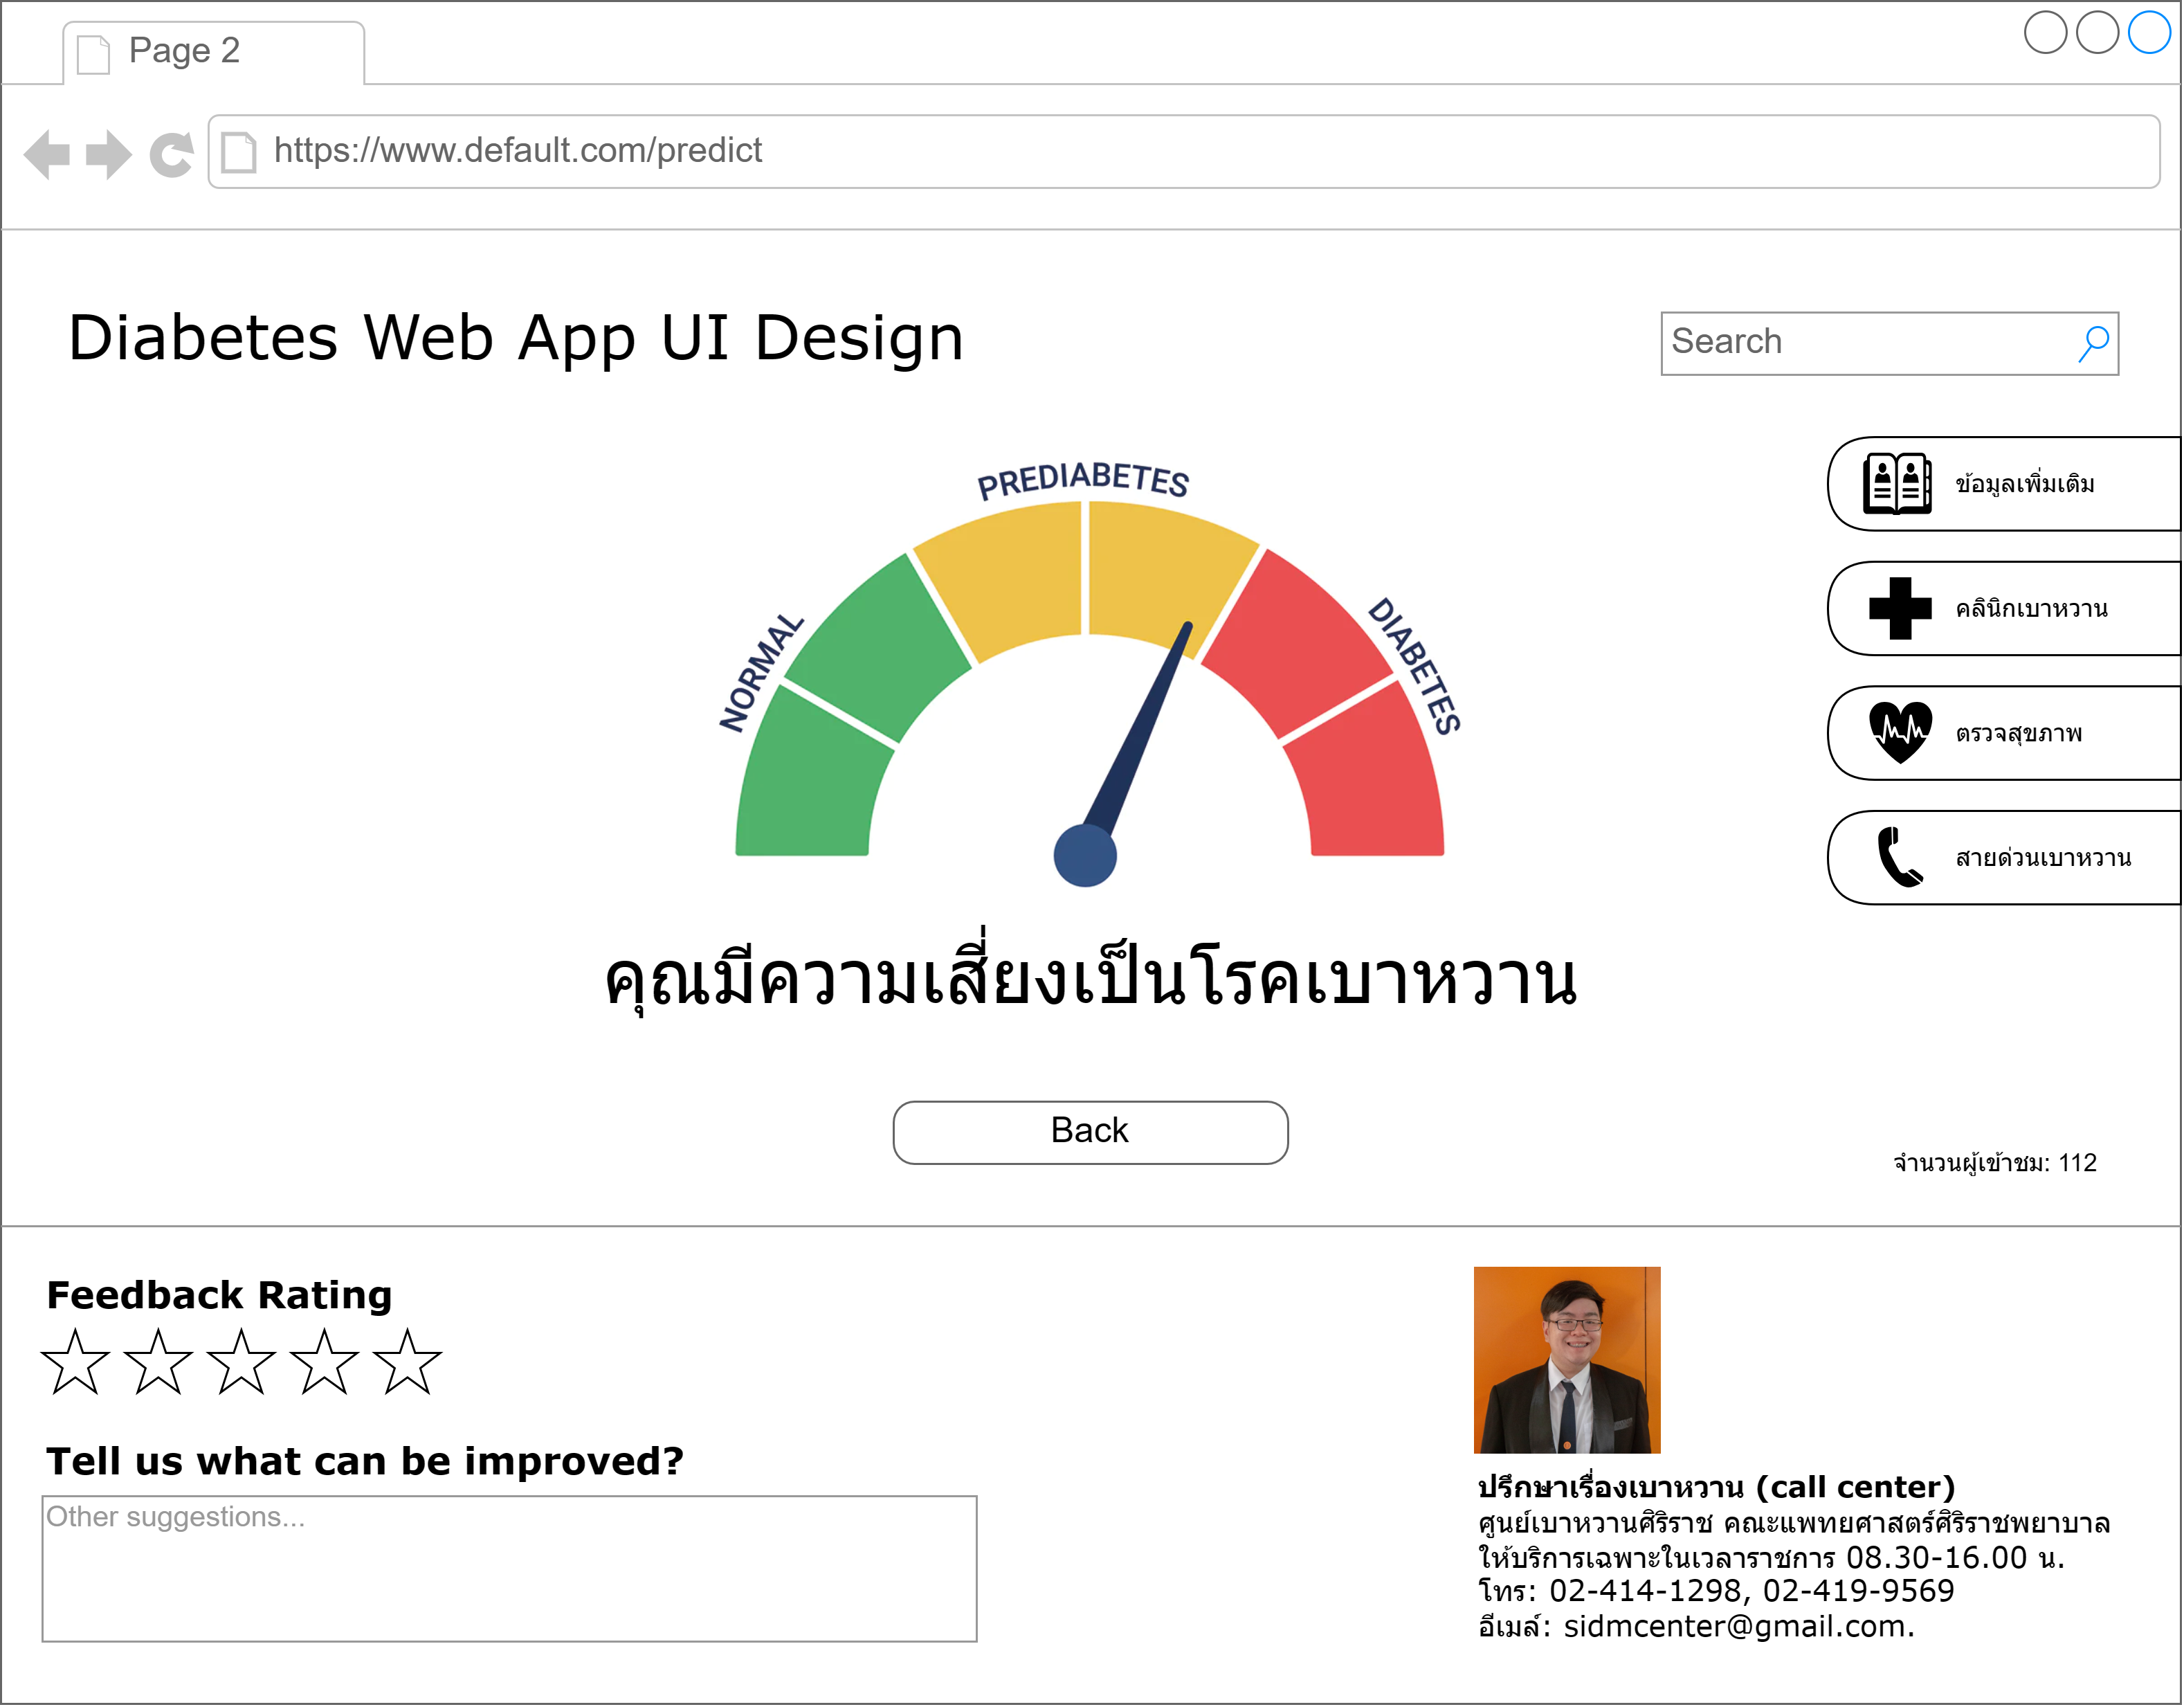 Page 2
https://www.default.com/predict
Diabetes Web App UI Design
Search
PREDIABETES
NORMAL
DIABETES
ข้อมูลเพิ่มเติม
คลินิกเบาหวาน
ตรวจสุขภาพ
สายด่วนเบาหวาน
คุณมีความเสี่ยงเป็นโรคเบาหวาน
Back
จำนวนผู้เข้าชม: 112
Feedback Rating
Tell us what can be improved?
Other suggestions...
ปรึกษาเรื่องเบาหวาน (call center)
ศูนย์เบาหวานศิริราช คณะแพทยศาสตร์ศิริราชพยาบาล
ให้บริการเฉพาะในเวลาราชการ 08.30-16.00 น.
โทร: 02-414-1298, 02-419-9569
อีเมล์: sidmcenter@gmail.com.